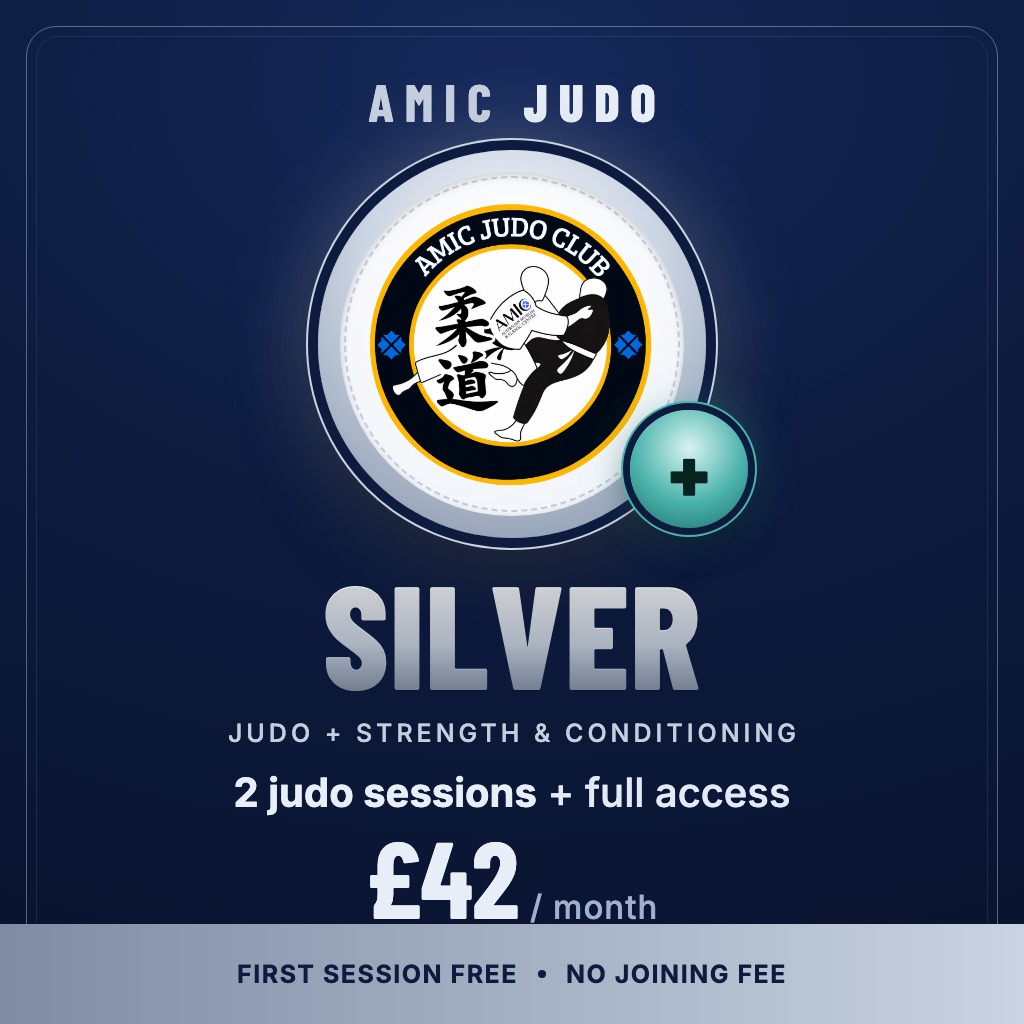 AMIC JUDO
AMIC JUDO CLUB
柔道
AMIC
SILVER
JUDO + STRENGTH & CONDITIONING
2 judo sessions + full access
£42 / month
FIRST SESSION FREE • NO JOINING FEE